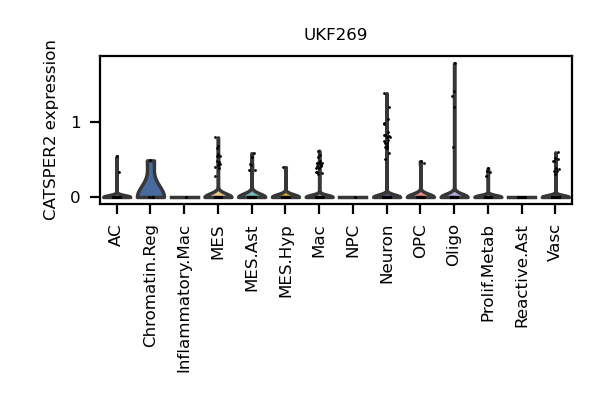 UKF269
CATSPER2 expression
1
0
AC
Chromatin.Reg
Inflammatory.Mac
MES
MES.Ast
MES.Hyp
Mac
NPC
Neuron
OPC
Oligo
Prolif.Metab
Reactive.Ast
Vasc